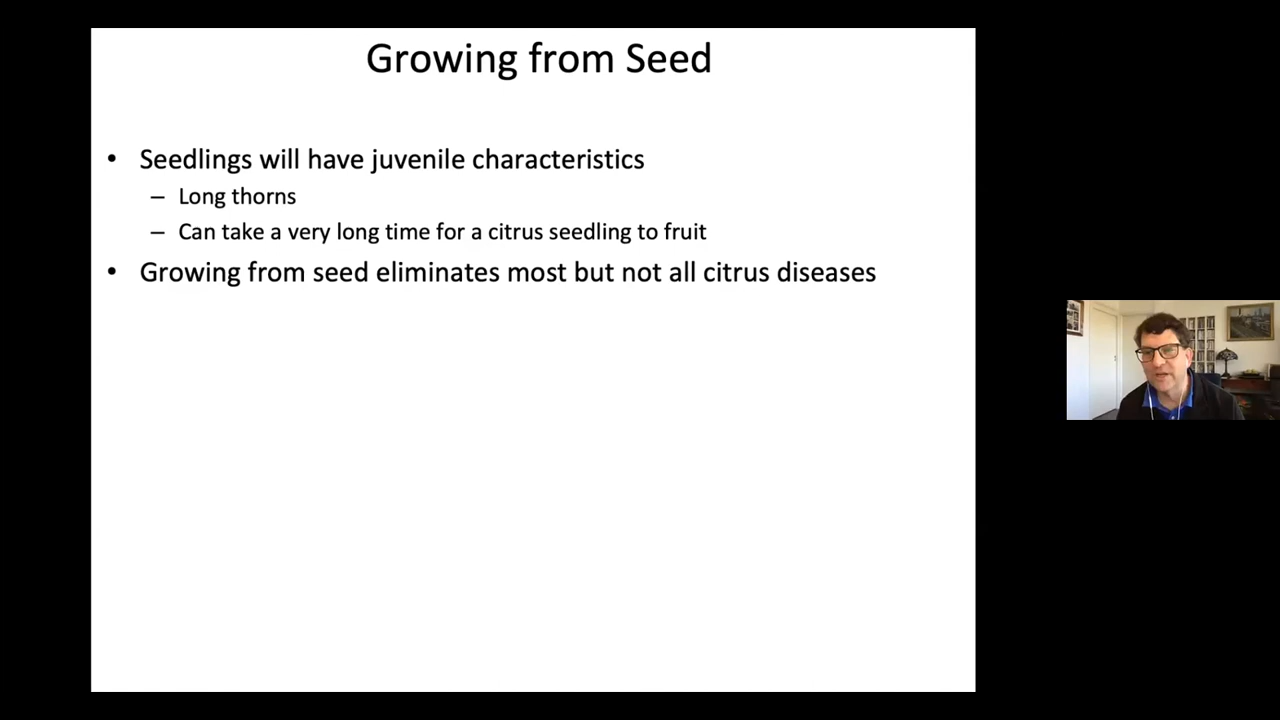 Growing from Seed
• Seedlings will have juvenile characteristics
– Long thorns
– Can take a very long time for a citrus seedling to fruit
• Growing from seed eliminates most but not all citrus diseases